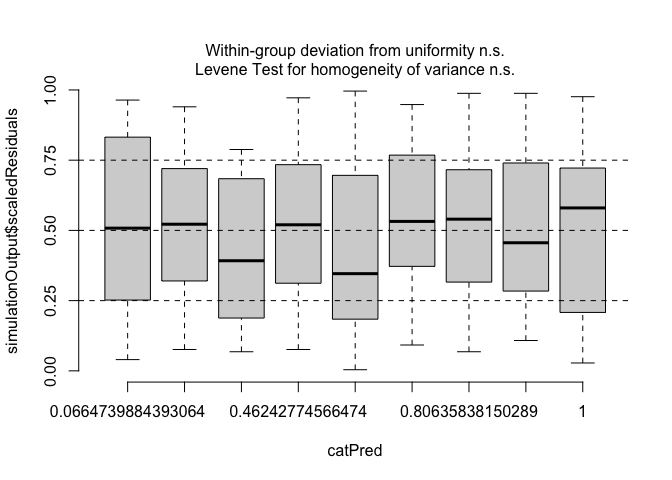 Within-group deviation from uniformity n.s.
Levene Test for homogeneity of variance n.s.
simulationOutput$scaledResiduals
1.00
0.75
0.50
0.25
0.00
0.0664739884393064 0.46242774566474 0.80635838150289 1
catPred